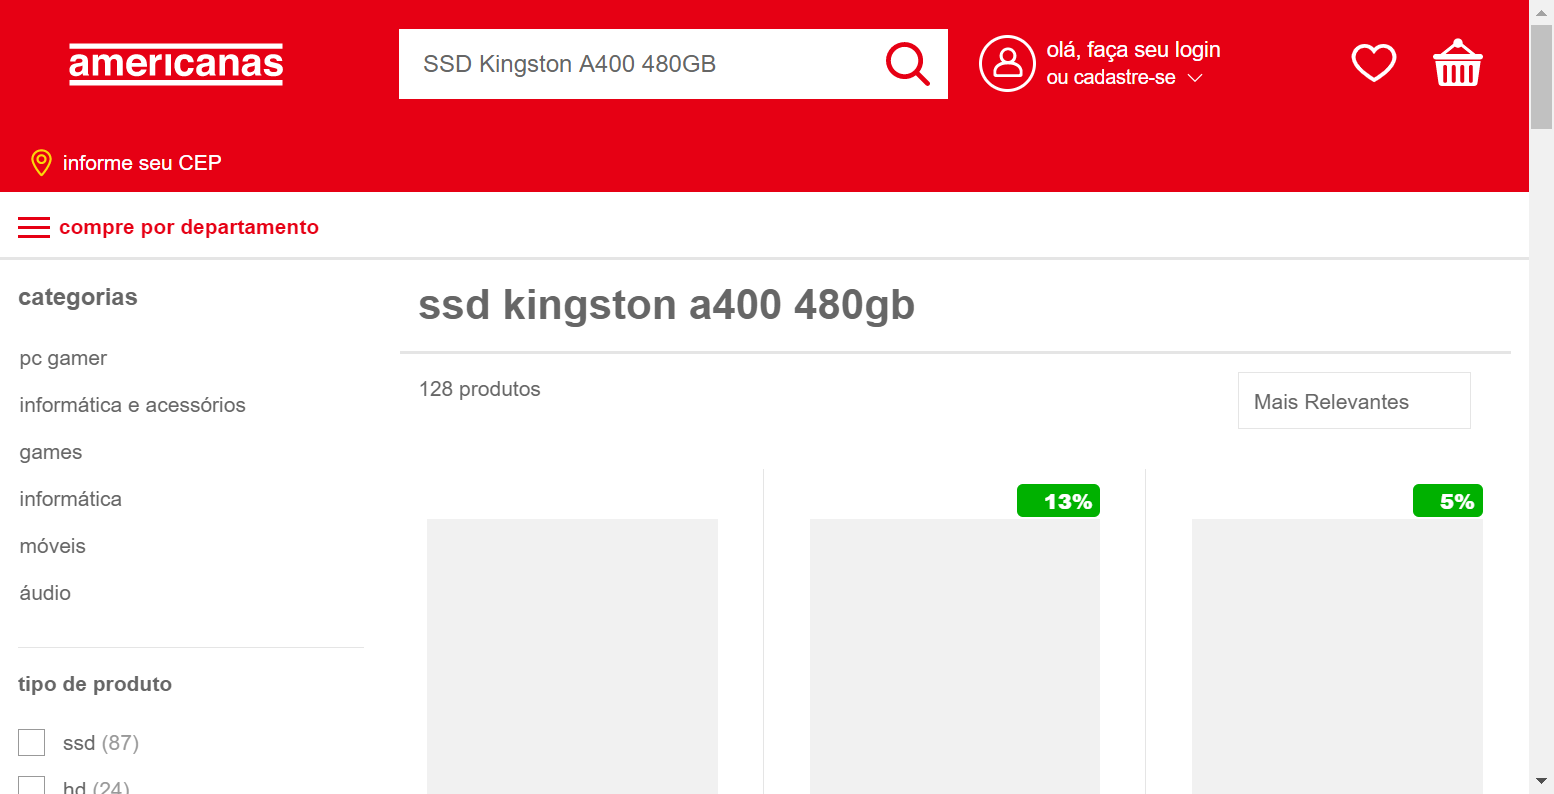 americanas
SSD Kingston A400 480GB
olá, faça seu login
ou cadastre-se
informe seu CEP
compre por departamento
categorias
pc gamer
informática e acessórios
games
informática
móveis
áudio
tipo de produto
ssd (87)
hd (24)
ssd kingston a400 480gb
128 produtos
Mais Relevantes
13%
5%